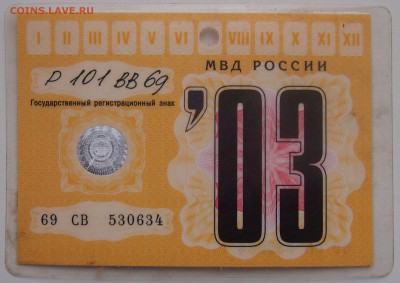 COINS.LAVE.RU
I II III IV V VI VIII IX X XI XII
МВД РОССИИ
Р 101 ВВ 69
Государственный регистрационный знак
'03
69 СВ 530634